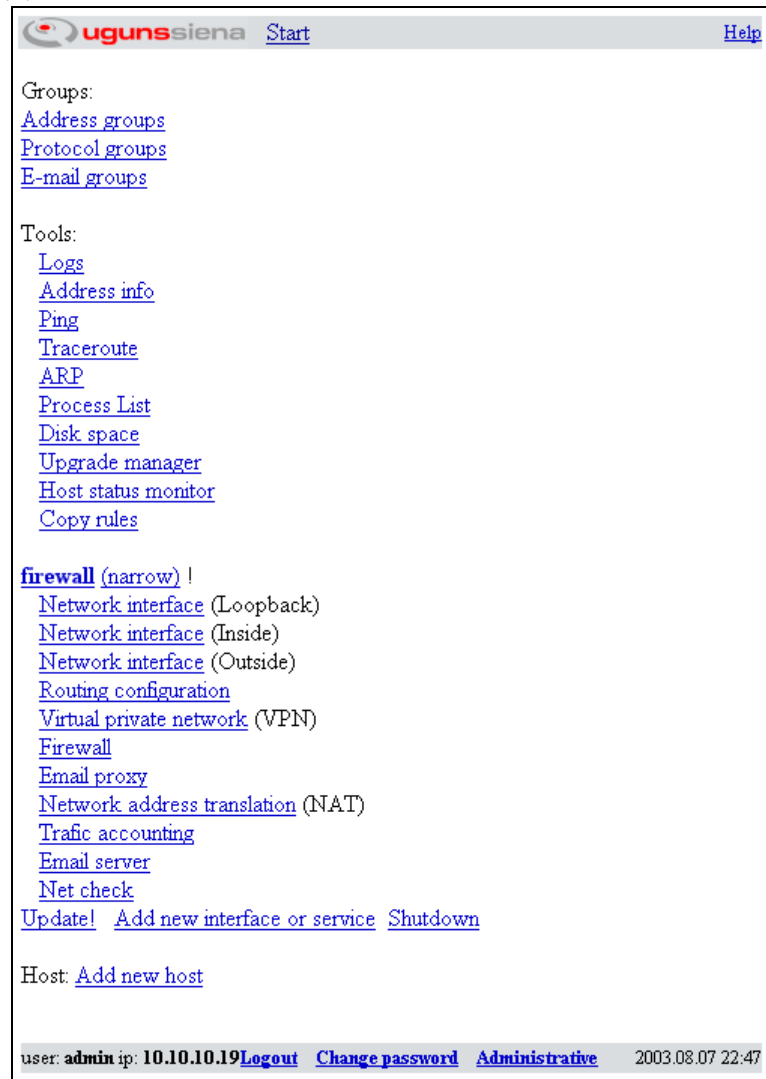 ugunssiena Start Help
Groups:
Address groups
Protocol groups
E-mail groups
Tools:
Logs
Address info
Ping
Traceroute
ARP
Process List
Disk space
Upgrade manager
Host status monitor
Copy rules
firewall (narrow) !
Network interface (Loopback)
Network interface (Inside)
Network interface (Outside)
Routing configuration
Virtual private network (VPN)
Firewall
Email proxy
Network address translation (NAT)
Trafic accounting
Email server
Net check
Update! Add new interface or service Shutdown
Host: Add new host
user: admin ip: 10.10.10.19Logout Change password Administrative 2003.08.07 22:47